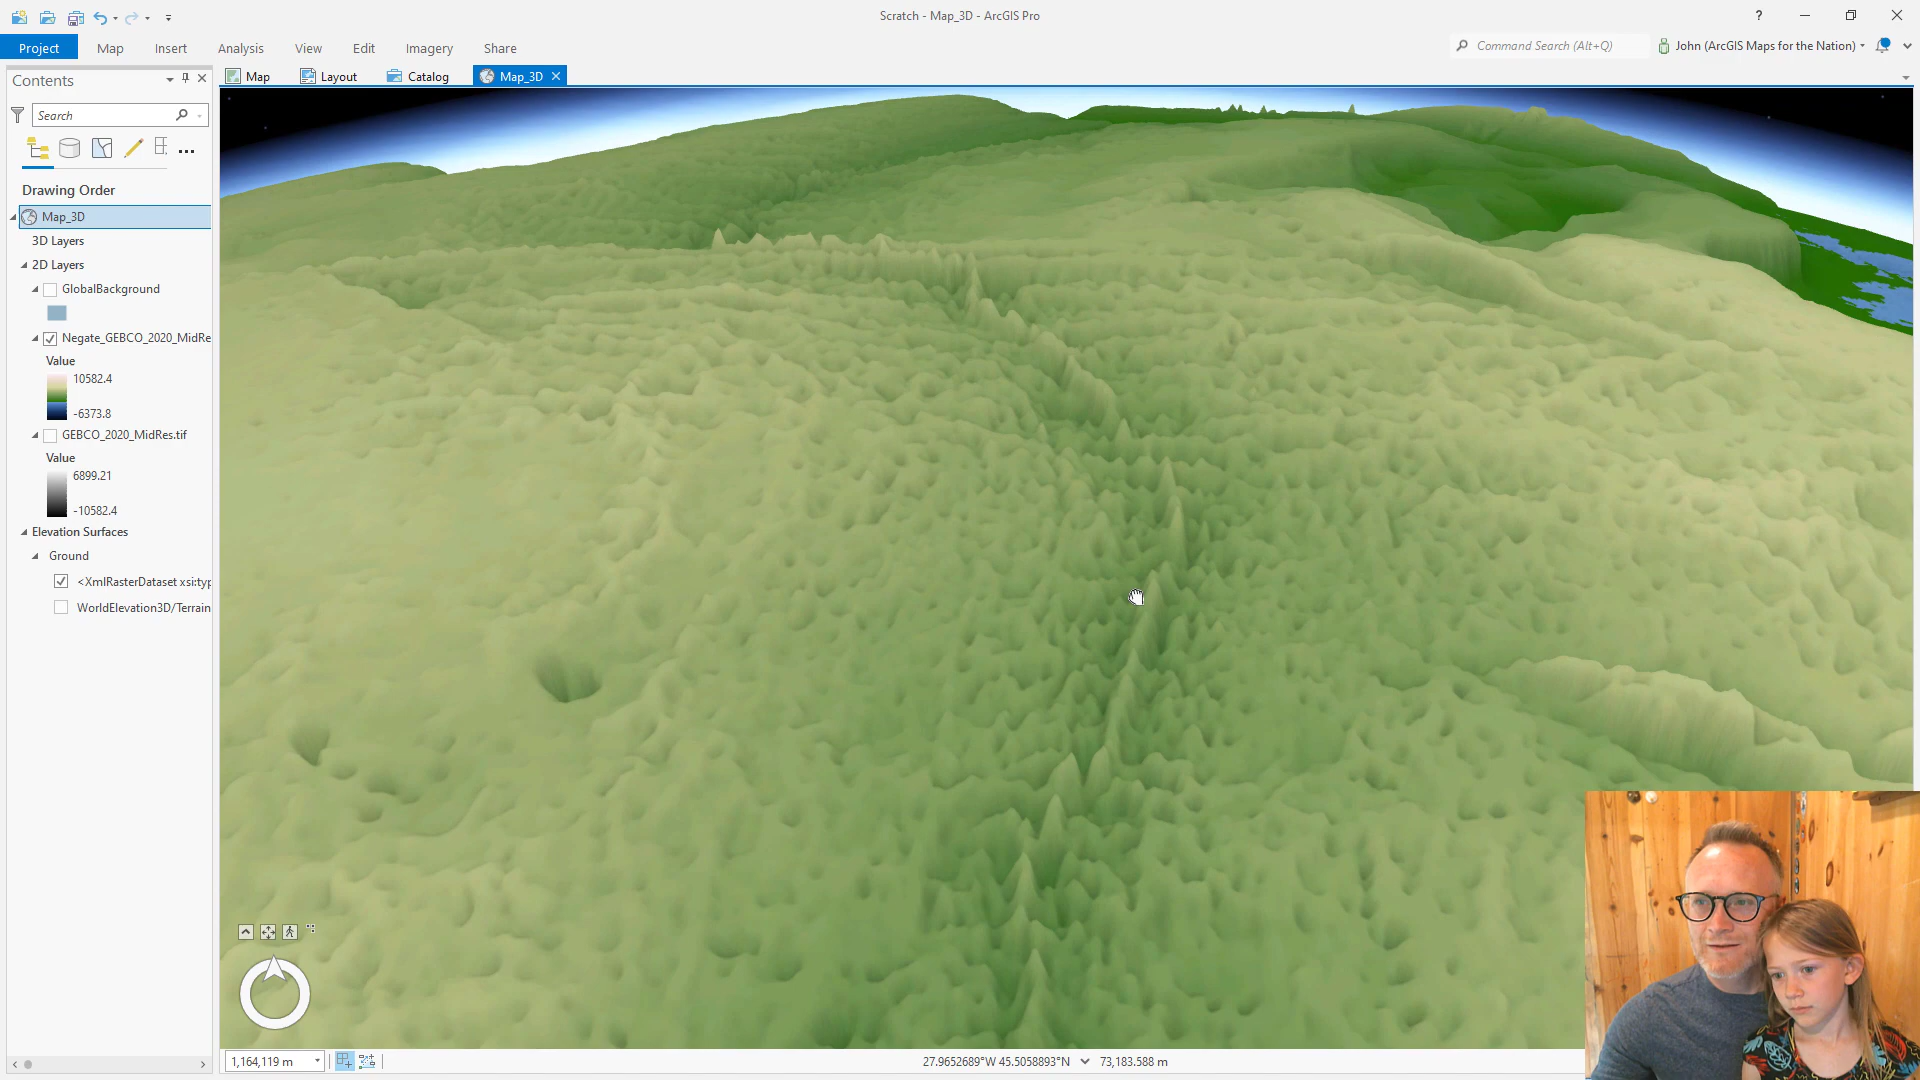 Scratch - Map_3D - ArcGIS Pro
?
Project
Map
Insert
Analysis
View
Edit
Imagery
Share
Command Search (Alt+Q)
John (ArcGIS Maps for the Nation)
Contents
Map
Layout
Catalog
Map_3D
Search
Drawing Order
Map_3D
3D Layers
2D Layers
GlobalBackground
Negate_GEBCO_2020_MidRe
Value
10582.4
-6373.8
GEBCO_2020_MidRes.tif
Value
6899.21
-10582.4
Elevation Surfaces
Ground
<XmlRasterDataset xsi:typ
WorldElevation3D/Terrain
1,164,119 m
27.9652689°W 45.5058893°N
73,183.588 m